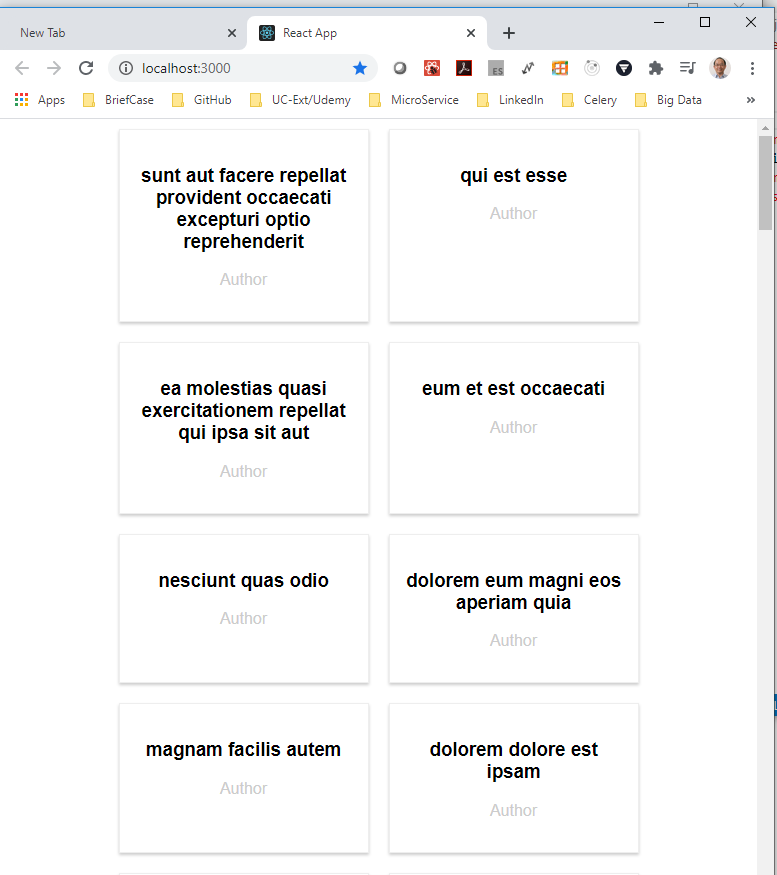 New Tab
React App
localhost:3000
ES
Apps
BriefCase
GitHub
UC-Ext/Udemy
MicroService
LinkedIn
Celery
Big Data
»
sunt aut facere repellat
provident occaecati
excepturi optio
reprehenderit
Author
qui est esse
Author
ea molestias quasi
exercitationem repellat
qui ipsa sit aut
Author
eum et est occaecati
Author
nesciunt quas odio
Author
dolorem eum magni eos
aperiam quia
Author
magnam facilis autem
Author
dolorem dolore est
ipsam
Author